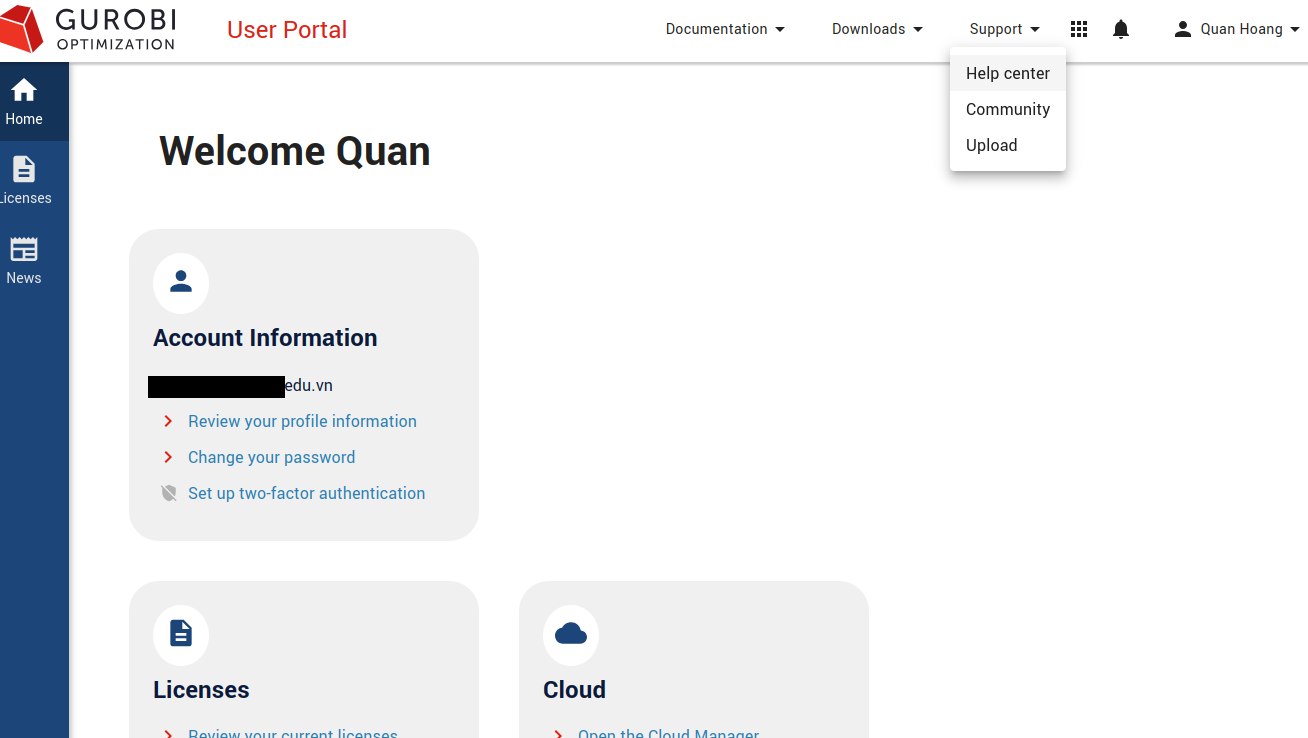 GUROBI
OPTIMIZATION
User Portal
Documentation
Downloads
Support
Quan Hoang
Help center
Community
Upload
Home
Licenses
News
Welcome Quan
Account Information
edu.vn
Review your profile information
Change your password
Set up two-factor authentication
Licenses
Review your current licenses
Cloud
Open the Cloud Manager